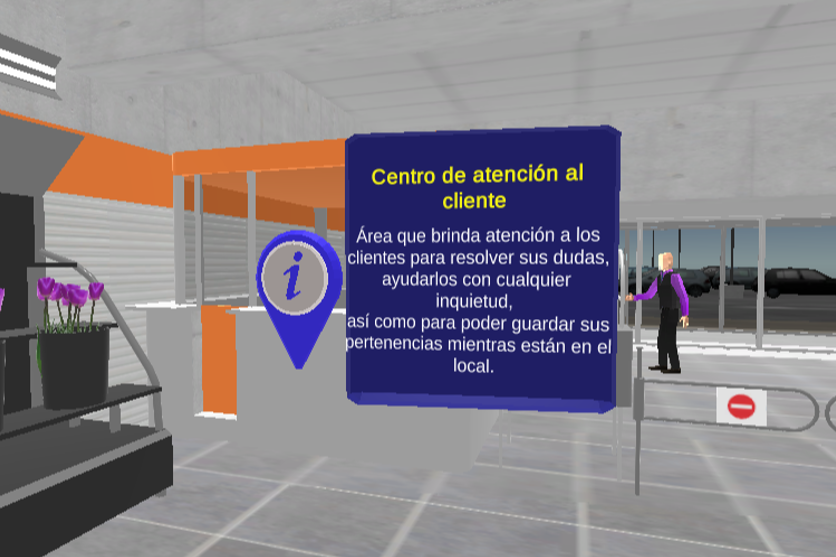 Centro de atención al
cliente
Área que brinda atención a los
clientes para resolver sus dudas,
ayudarlos con cualquier
inquietud,
así como para poder guardar sus
pertenencias mientras están en el
local.
i